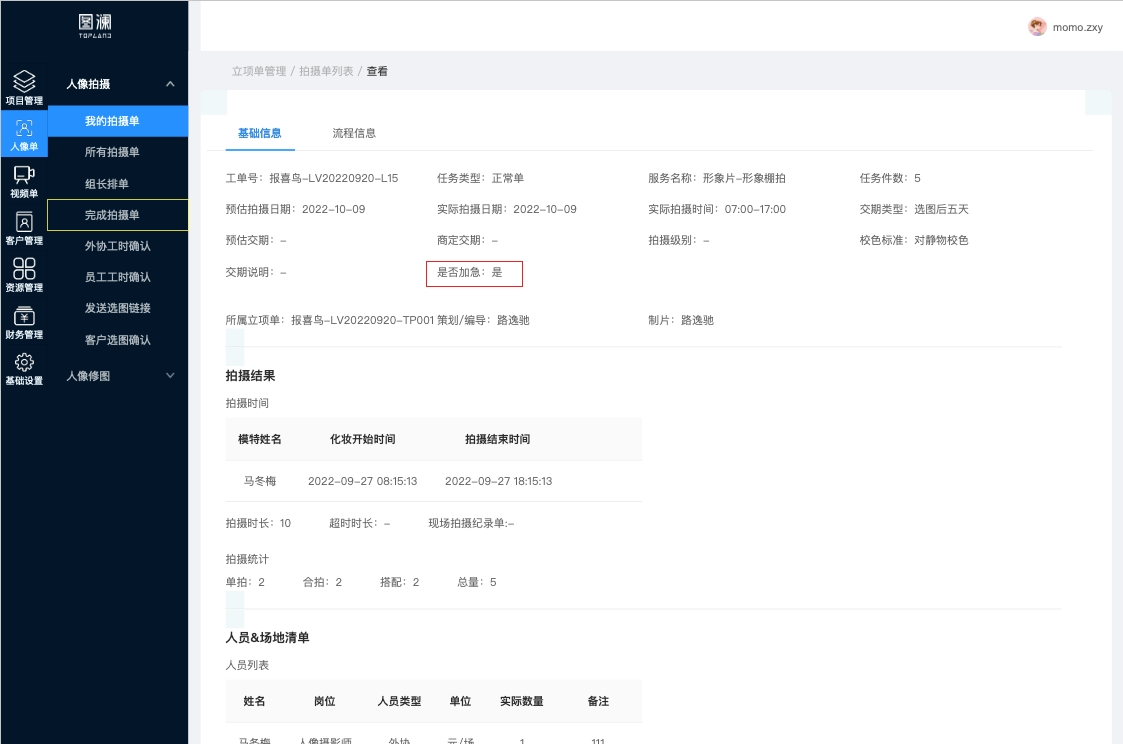 图澜
TOPLAND
momo.zxy
项目管理
人像单
视频单
客户管理
资源管理
财务管理
基础设置
人像拍摄
我的拍摄单
所有拍摄单
组长排单
完成拍摄单
外协工时确认
员工工时确认
发送选图链接
客户选图确认
人像修图
立项单管理 / 拍摄单列表 / 查看
基础信息 流程信息
工单号：报喜鸟-LV20220920-L15 任务类型：正常单 服务名称：形象片-形象棚拍 任务件数：5
预估拍摄日期：2022-10-09 实际拍摄日期：2022-10-09 实际拍摄时间：07:00-17:00 交期类型：选图后五天
预估交期：- 商定交期：- 拍摄级别：- 校色标准：对静物校色
交期说明：- 是否加急：是
所属立项单：报喜鸟-LV20220920-TP001 策划/编导：路逸驰 制片：路逸驰
拍摄结果
拍摄时间
模特姓名 化妆开始时间 拍摄结束时间
马冬梅 2022-09-27 08:15:13 2022-09-27 18:15:13
拍摄时长：10 超时时长：- 现场拍摄纪录单:-
拍摄统计
单拍：2 合拍：2 搭配：2 总量：5
人员&场地清单
人员列表
姓名 岗位 人员类型 单位 实际数量 备注
马冬梅 人像摄影师 外协 元/场 1 111